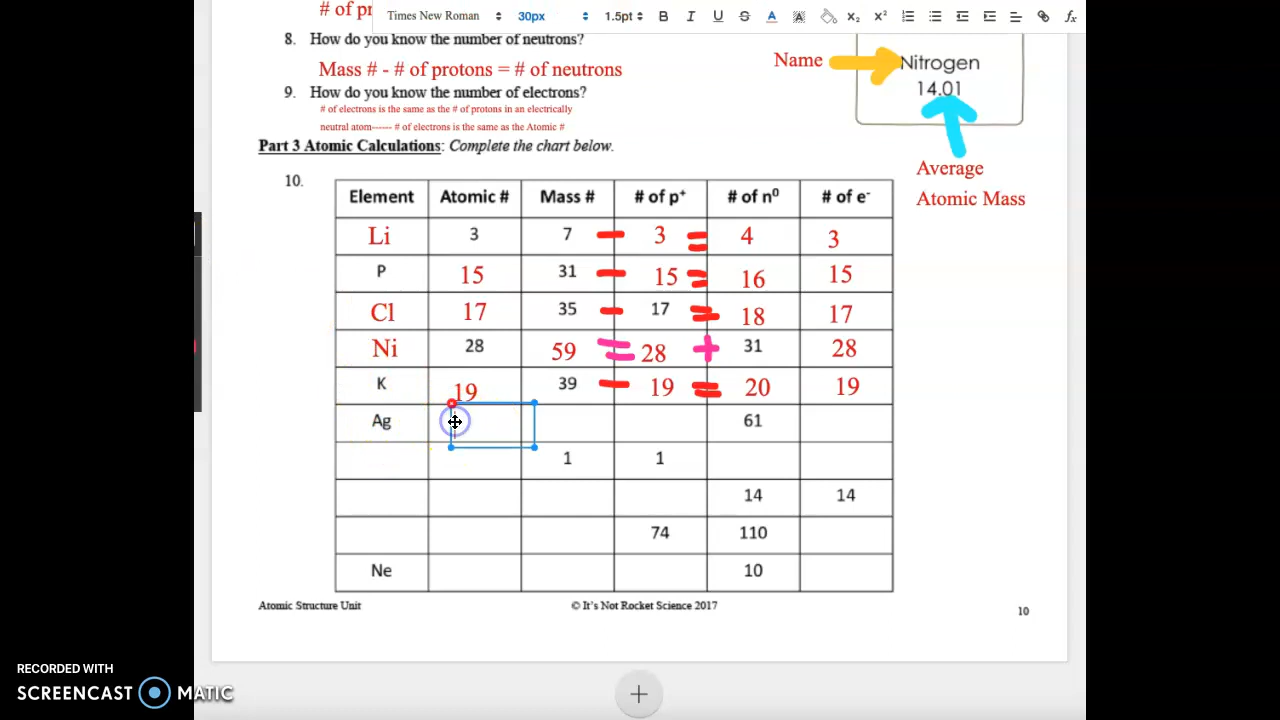 # of pr
Times New Roman 30px 1.5pt B I U S A A x₂ x² fx
8. How do you know the number of neutrons?
Mass # - # of protons = # of neutrons
9. How do you know the number of electrons?
# of electrons is the same as the # of protons in an electrically
neutral atom------ # of electrons is the same as the Atomic #
Name
Nitrogen
14.01
Average
Atomic Mass
Part 3 Atomic Calculations: Complete the chart below.
10.
Element Atomic # Mass # # of p⁺ # of n⁰ # of e⁻
Li 3 7 - 3 = 4 3
P 15 31 - 15 = 16 15
Cl 17 35 - 17 = 18 17
Ni 28 59 = 28 + 31 28
K 19 39 - 19 = 20 19
Ag 61
1 1
14 14
74 110
Ne 10
Atomic Structure Unit © It's Not Rocket Science 2017 10
RECORDED WITH
SCREENCAST MATIC